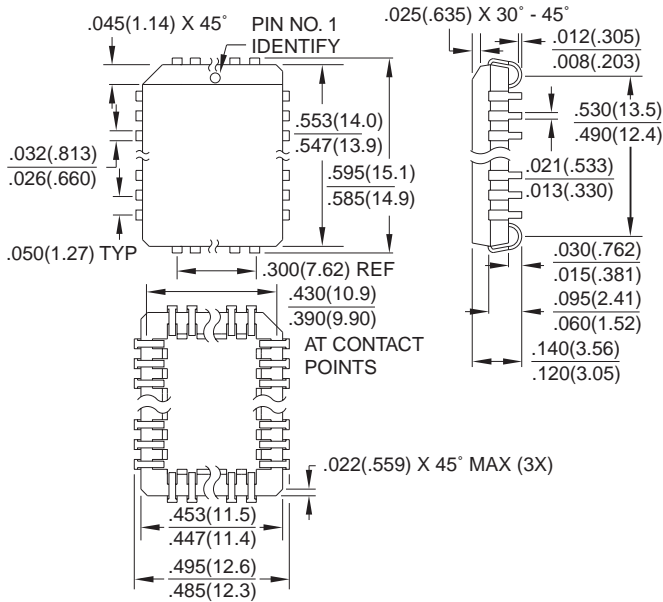 .045(1.14) X 45˚
PIN NO. 1
IDENTIFY
.025(.635) X 30˚ - 45˚
.012(.305)
.008(.203)
.553(14.0)
.547(13.9)
.530(13.5)
.490(12.4)
.032(.813)
.026(.660)
.595(15.1)
.585(14.9)
.021(.533)
.013(.330)
.050(1.27) TYP
.300(7.62) REF
.030(.762)
.015(.381)
.430(10.9)
.390(9.90)
AT CONTACT
POINTS
.095(2.41)
.060(1.52)
.140(3.56)
.120(3.05)
.022(.559) X 45˚ MAX (3X)
.453(11.5)
.447(11.4)
.495(12.6)
.485(12.3)